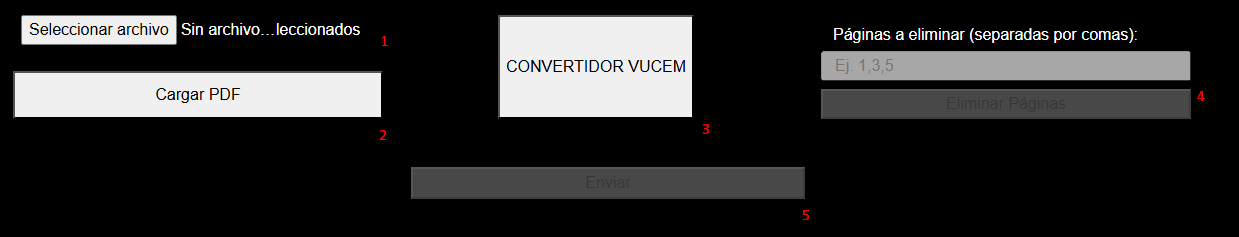 Seleccionar archivo Sin archivo...leccionados
1
Cargar PDF
2
CONVERTIDOR VUCEM
3
Páginas a eliminar (separadas por comas):
Ej. 1,3,5
Eliminar Páginas
4
Enviar
5